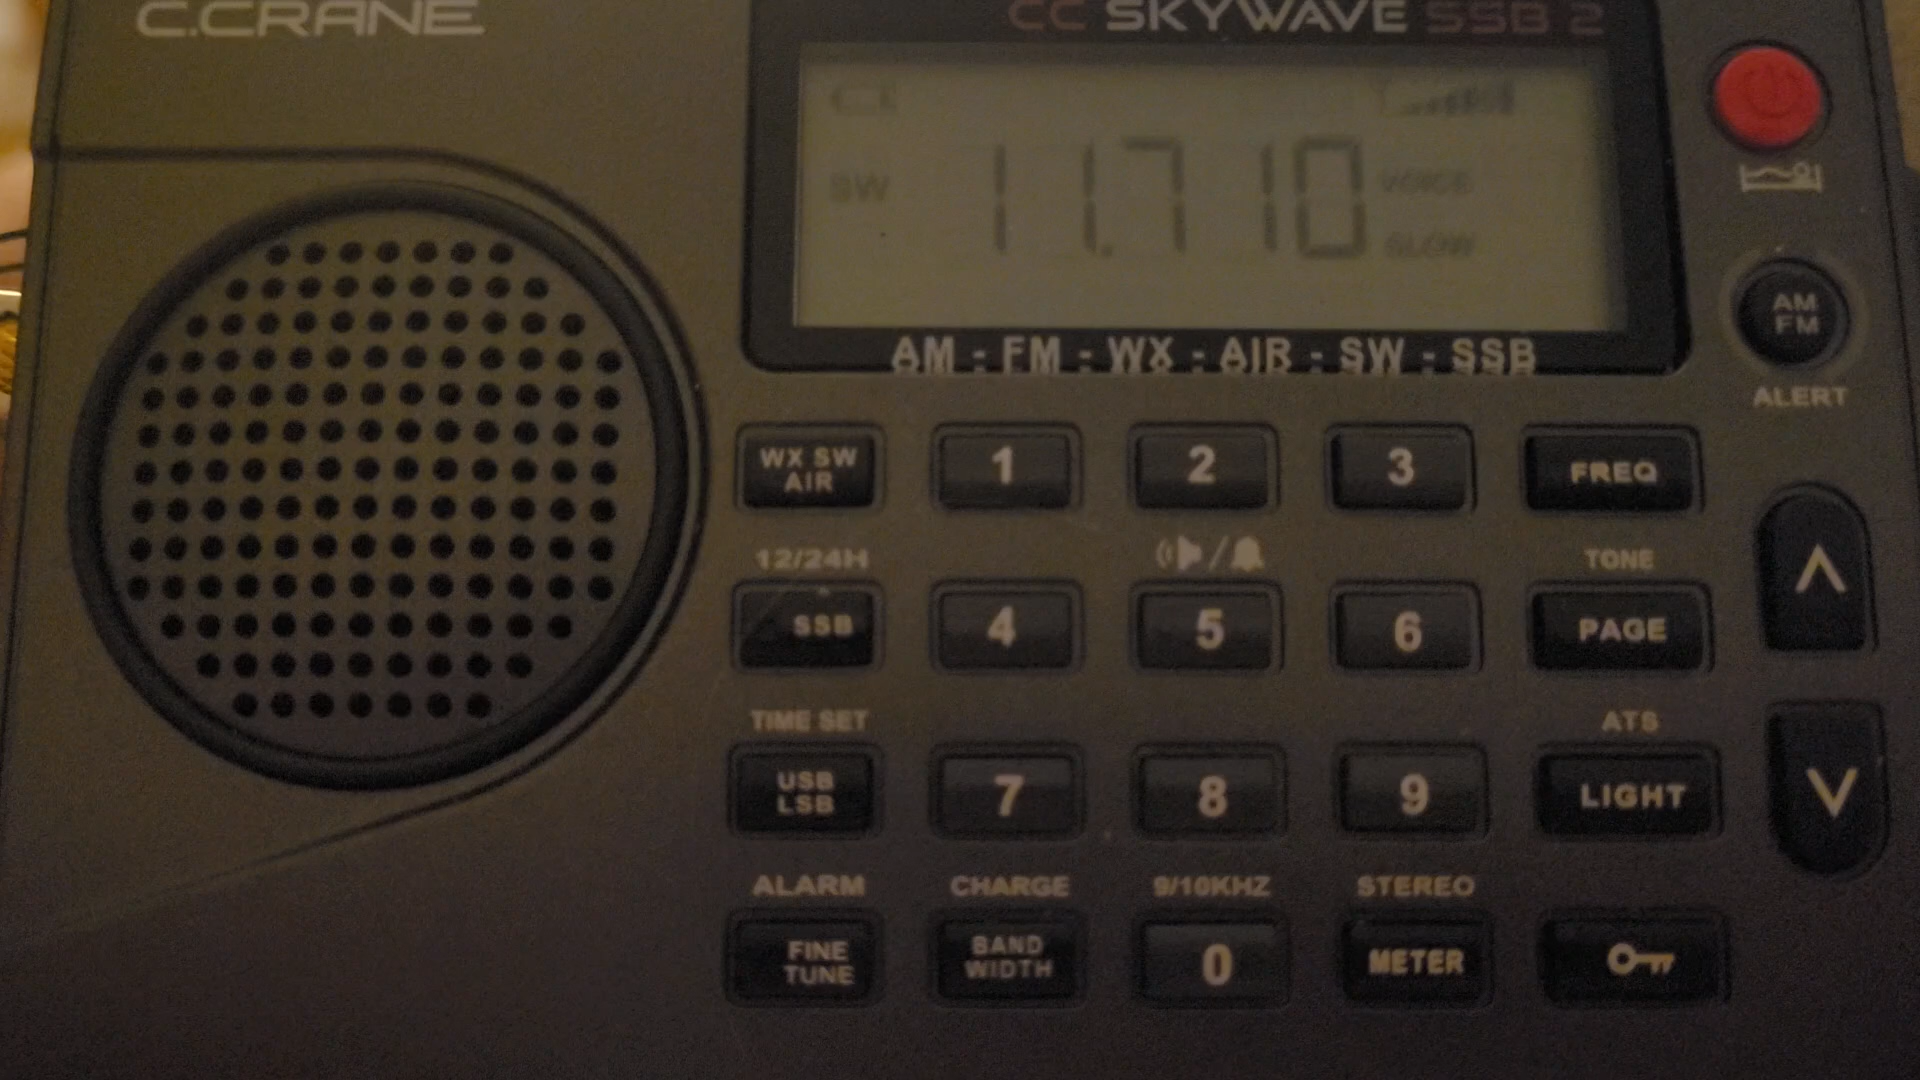 C.CRANE
CC SKYWAVE SSB 2
SW 11.710 VOICE
SLOW
AM - FM - WX - AIR - SW - SSB
AM
FM
ALERT
WX SW
AIR
1
2
3
FREQ
12/24H
TONE
SSB
4
5
6
PAGE
TIME SET
ATS
USB
LSB
7
8
9
LIGHT
ALARM
CHARGE
9/10KHZ
STEREO
FINE
TUNE
BAND
WIDTH
0
METER